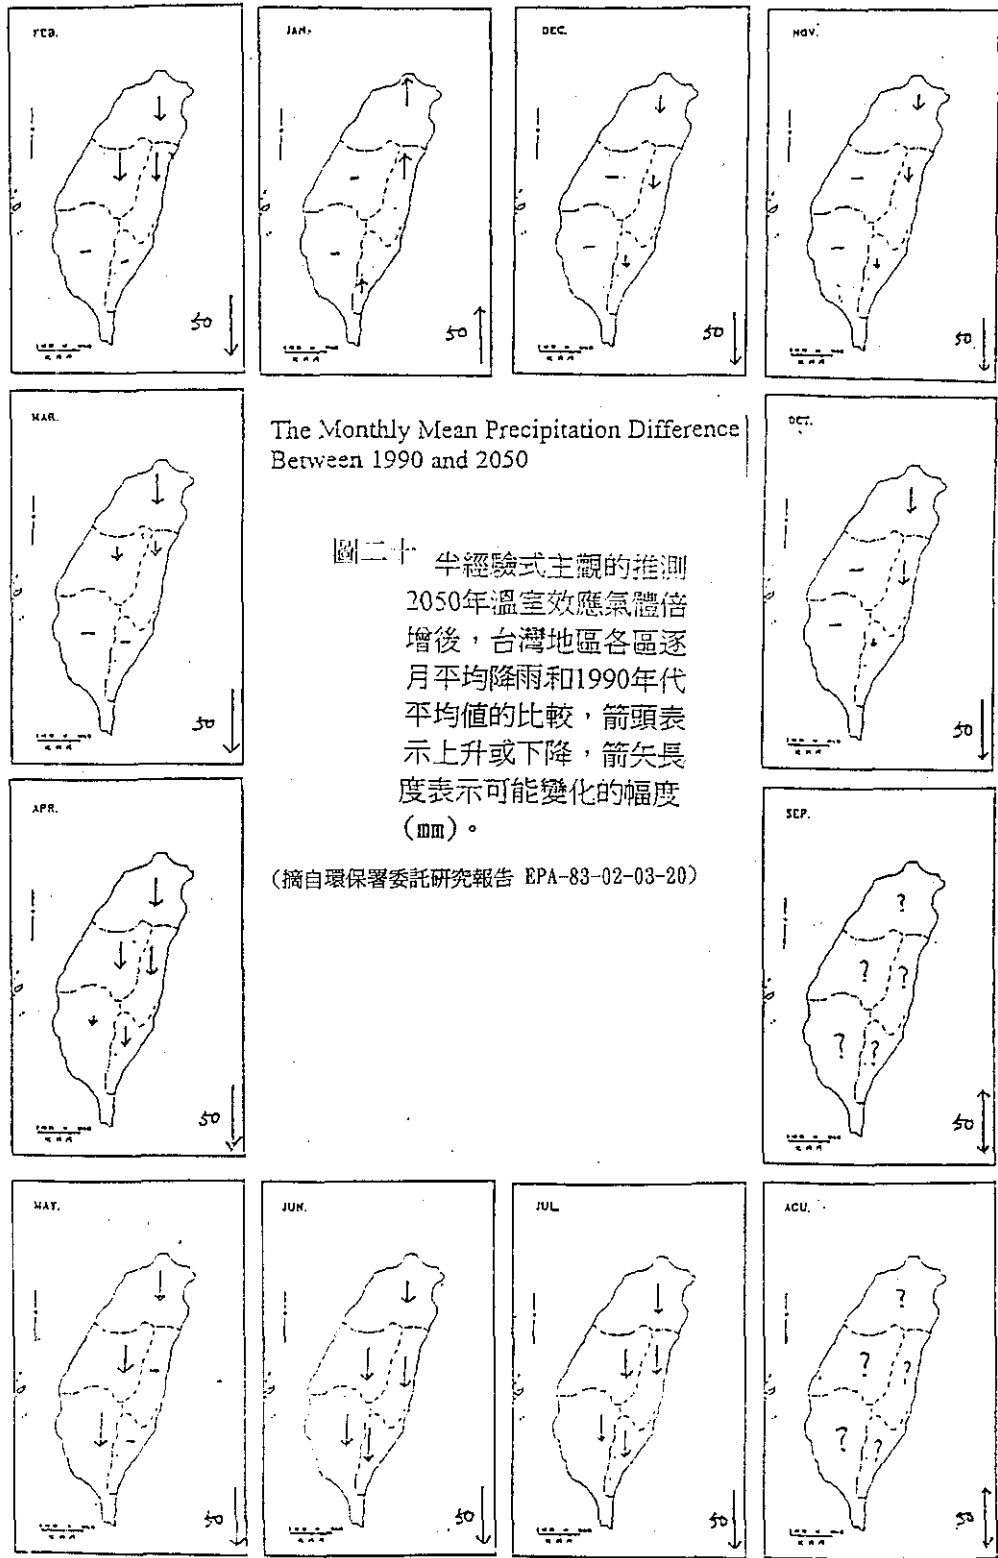 FEB.
JAN.
DEC.
NOV.
50
50
50
50
MAR.
The Monthly Mean Precipitation Difference
Between 1990 and 2050
OCT.
圖二十 半經驗式主觀的推測
2050年溫室效應氣體倍
增後，台灣地區各區逐
月平均降雨和1990年代
平均值的比較，箭頭表
示上升或下降，箭矢長
度表示可能變化的幅度
(mm)。
50
50
APR.
SEP.
(摘自環保署委託研究報告 EPA-83-02-03-20)
?
? ?
? ?
50
50
MAY.
JUN.
JUL.
AGU.
?
? ?
? ?
50
50
50
50